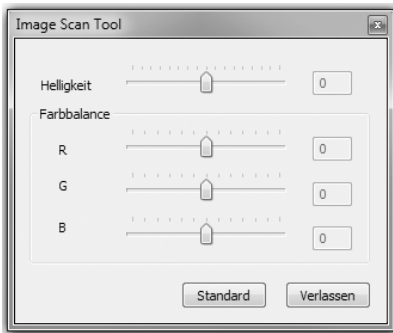 Image Scan Tool
x
Helligkeit 0
Farbbalance
R 0
G 0
B 0
Standard Verlassen